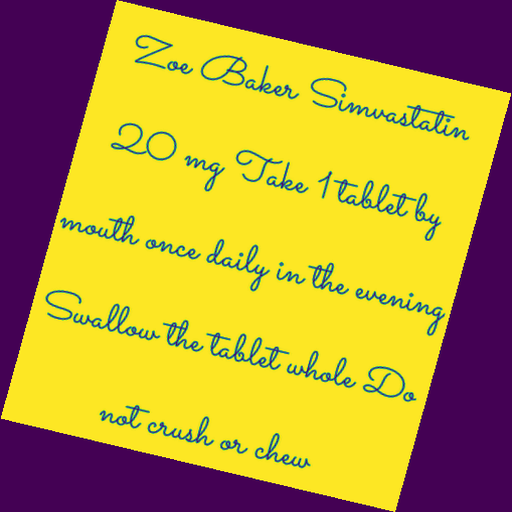 Zoe Baker Simvastatin
20 mg Take 1 tablet by
mouth once daily in the evening
Swallow the tablet whole Do
not crush or chew